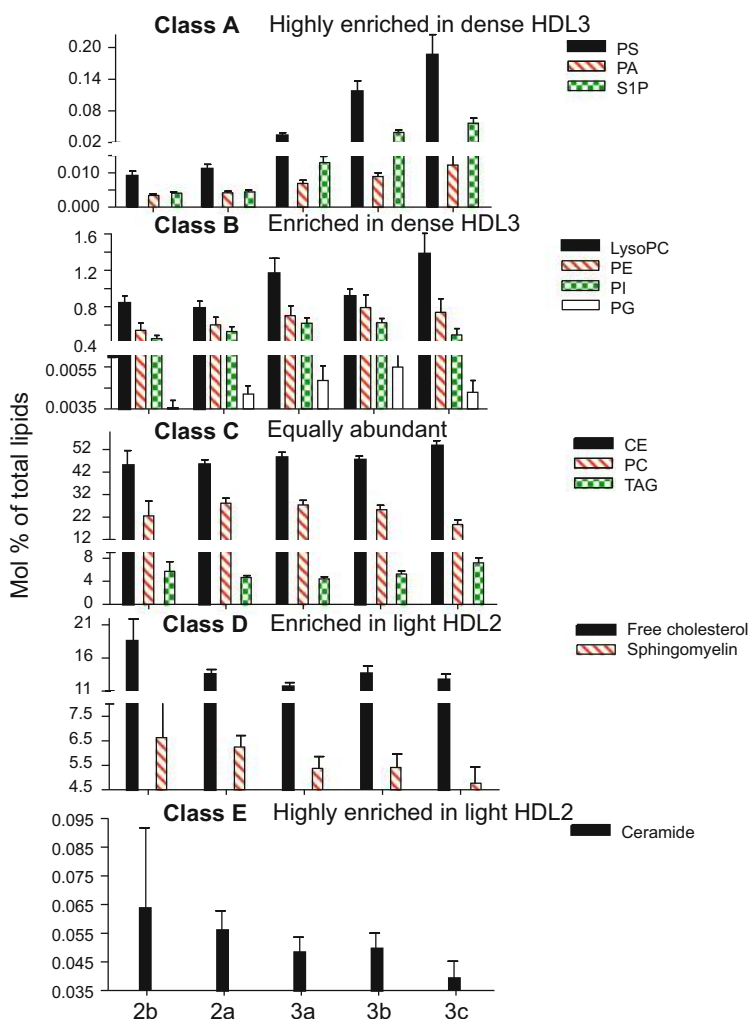 Class A Highly enriched in dense HDL3
0.20
0.14
0.08
0.02
0.010
0.000
PS
PA
S1P
Class B Enriched in dense HDL3
1.6
1.2
0.8
0.4
0.0055
0.0035
LysoPC
PE
PI
PG
Class C Equally abundant
52
42
32
22
12
8
4
0
CE
PC
TAG
Class D Enriched in light HDL2
21
16
11
7.5
6.5
5.5
4.5
Free cholesterol
Sphingomyelin
Class E Highly enriched in light HDL2
0.095
0.085
0.075
0.065
0.055
0.045
0.035
Ceramide
2b 2a 3a 3b 3c
Mol % of total lipids